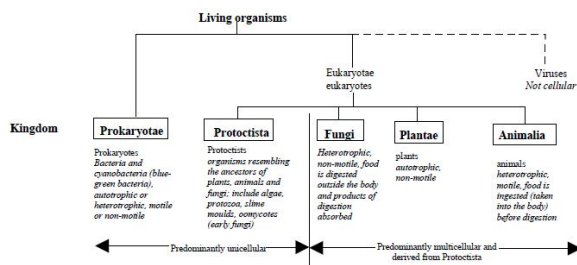 Living organisms
Eukaryotae
eukaryotes
Viruses
Not cellular
Kingdom
Prokaryotae
Protoctista
Fungi
Plantae
Animalia
Prokaryotes
Bacteria and
cyanobacteria (blue-
green bacteria),
autotrophic or
heterotrophic, motile
or non-motile
Protoctists
organisms resembling
the ancestors of
plants, animals and
fungi; include algae,
protosoa, slime
moulds, oomycotes
(early fungi)
Heterotrophic,
non-motile, food
is digested
outside the body
and products of
digestion
absorbed
plants
autotrophic,
non-motile
animals
heterotrophic,
motile, food is
ingested (taken
into the body)
before digestion
Predominantly unicellular
Predominantly multicellular and
derived from Protoctista